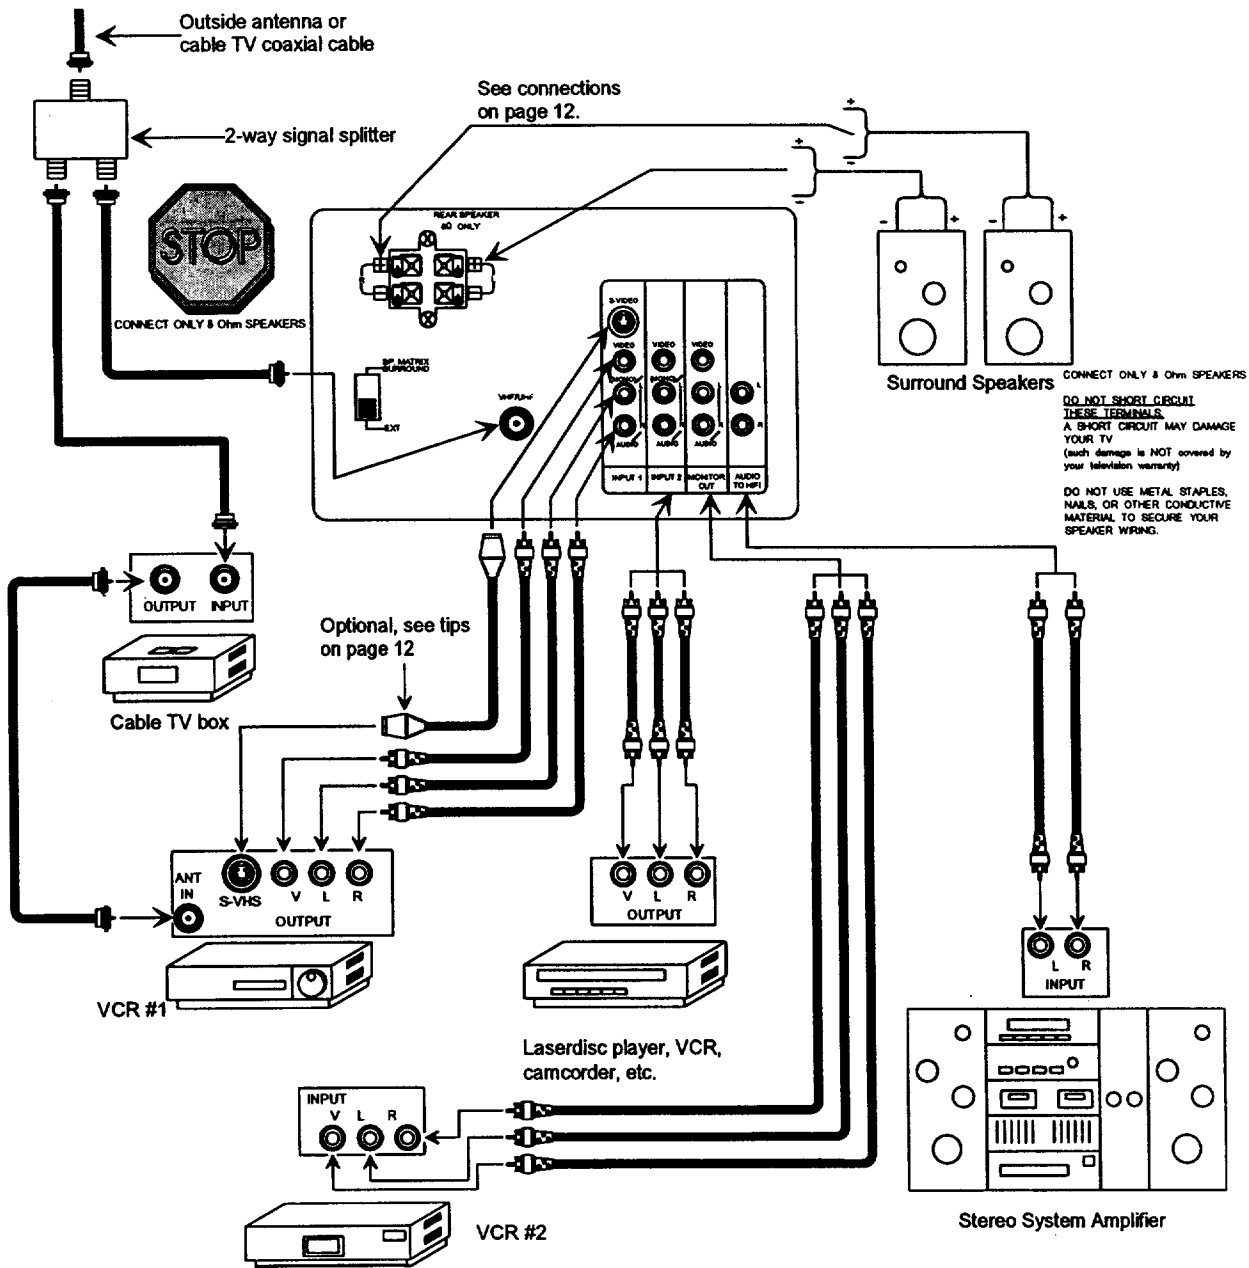 Outside antenna or
cable TV coaxial cable
2-way signal splitter
See connections
on page 12.
+
-
+
-
STOP
CONNECT ONLY 8 Ohm SPEAKERS
REAR SPEAKER
8Ω ONLY
SP. MATRIX
SURROUND
EXT
VHF/UHF
S-VIDEO
VIDEO
VIDEO
VIDEO
(MONO)
(MONO)
L
L
R
R
AUDIO
AUDIO
AUDIO
INPUT 1
INPUT 2
MONITOR
OUT
AUDIO
TO HIFI
- +
- +
Surround Speakers
CONNECT ONLY 8 Ohm SPEAKERS
DO NOT SHORT CIRCUIT
THESE TERMINALS.
A SHORT CIRCUIT MAY DAMAGE
YOUR TV
(such damage is NOT covered by
your television warranty)
DO NOT USE METAL STAPLES,
NAILS, OR OTHER CONDUCTIVE
MATERIAL TO SECURE YOUR
SPEAKER WIRING.
OUTPUT INPUT
Cable TV box
Optional, see tips
on page 12
ANT
IN
S-VHS
V L R
OUTPUT
VCR #1
V L R
OUTPUT
Laserdisc player, VCR,
camcorder, etc.
L R
INPUT
Stereo System Amplifier
INPUT
V L R
VCR #2